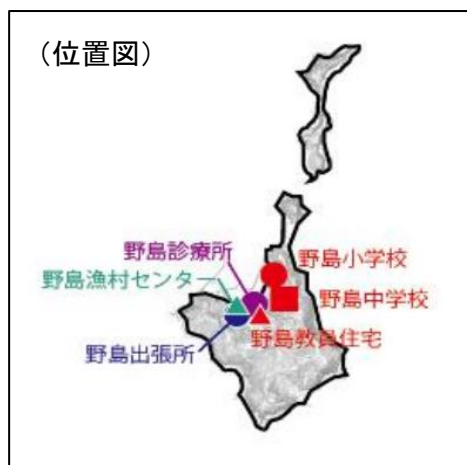 （位置図）
野島診療所
野島小学校
野島漁村センター
野島中学校
野島教員住宅
野島出張所